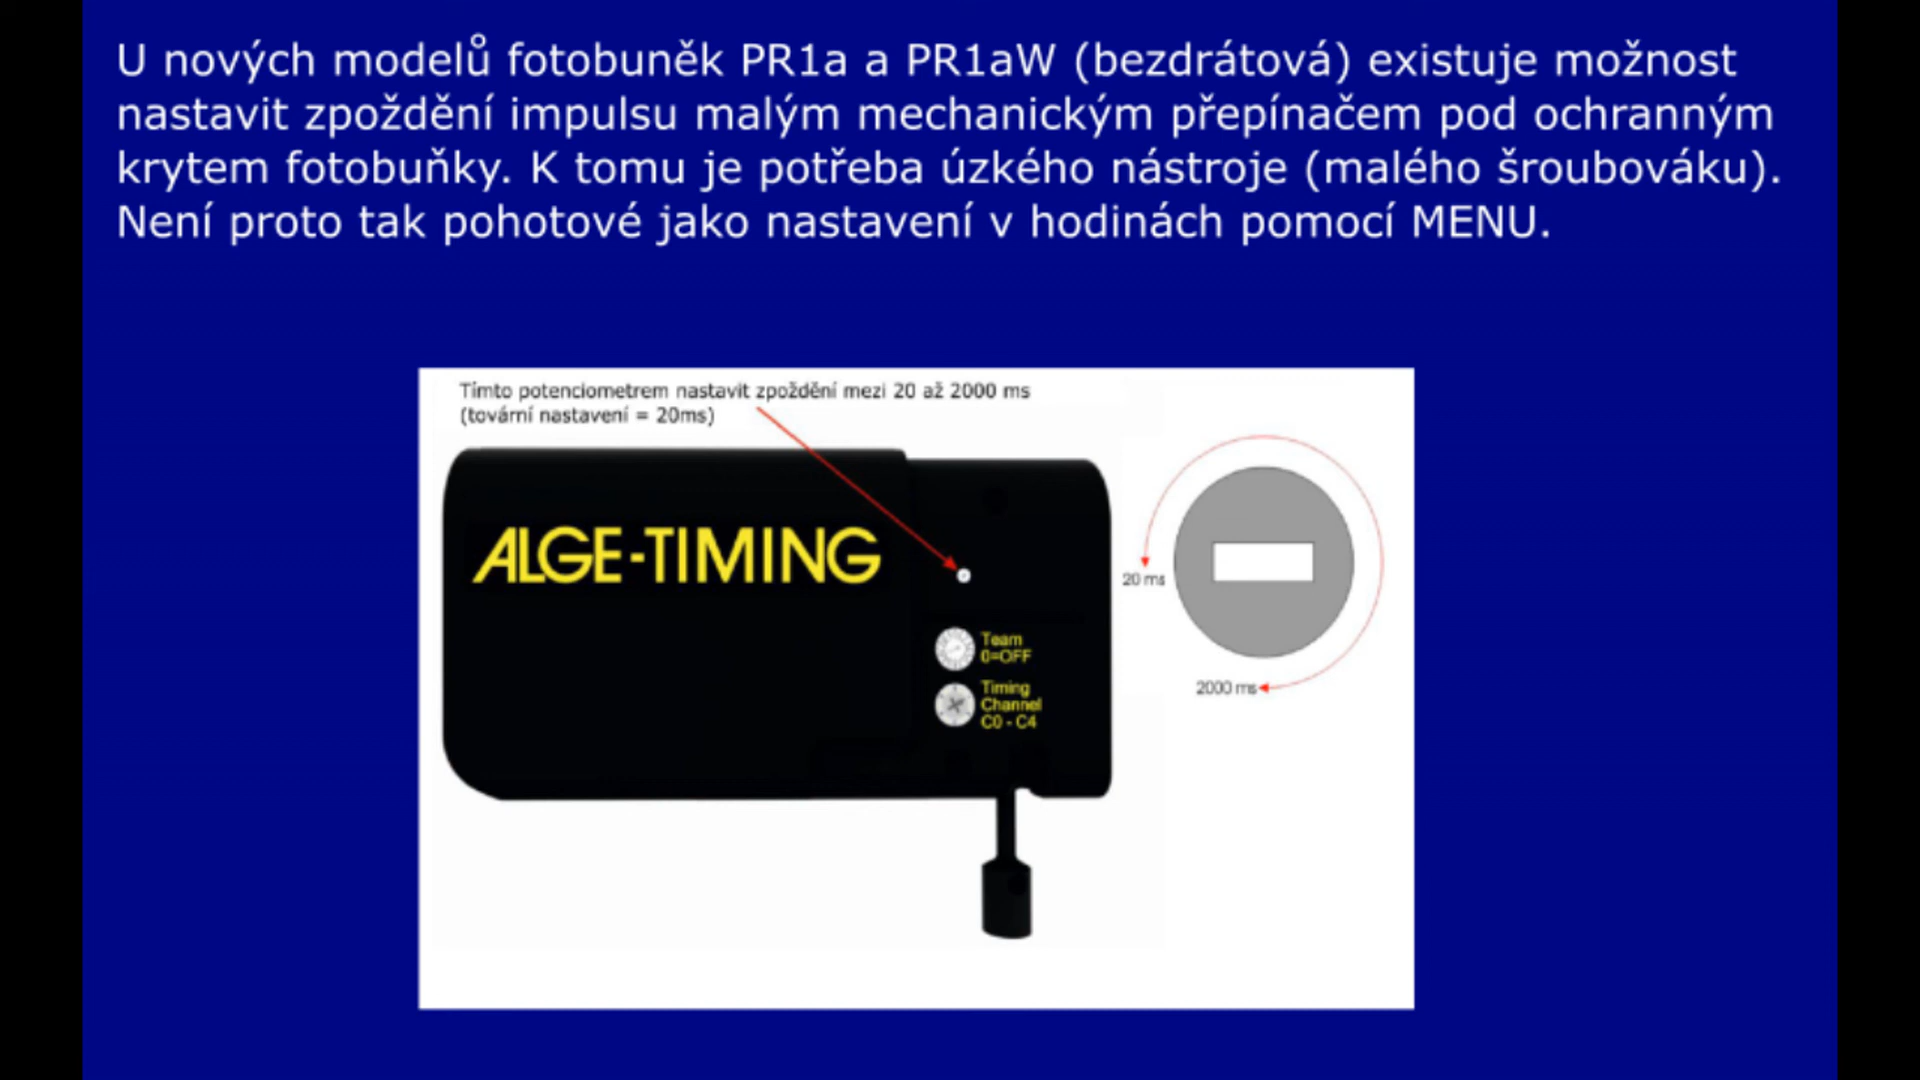 U nových modelů fotobuněk PR1a a PR1aW (bezdrátová) existuje možnost
nastavit zpoždění impulsu malým mechanickým přepínačem pod ochranným
krytem fotobuňky. K tomu je potřeba úzkého nástroje (malého šroubováku).
Není proto tak pohotové jako nastavení v hodinách pomocí MENU.
Tímto potenciometrem nastavit zpoždění mezi 20 až 2000 ms
(tovární nastavení = 20ms)
ALGE-TIMING
Team
0=OFF
Timing
Channel
C0 - C4
20 ms
2000 ms